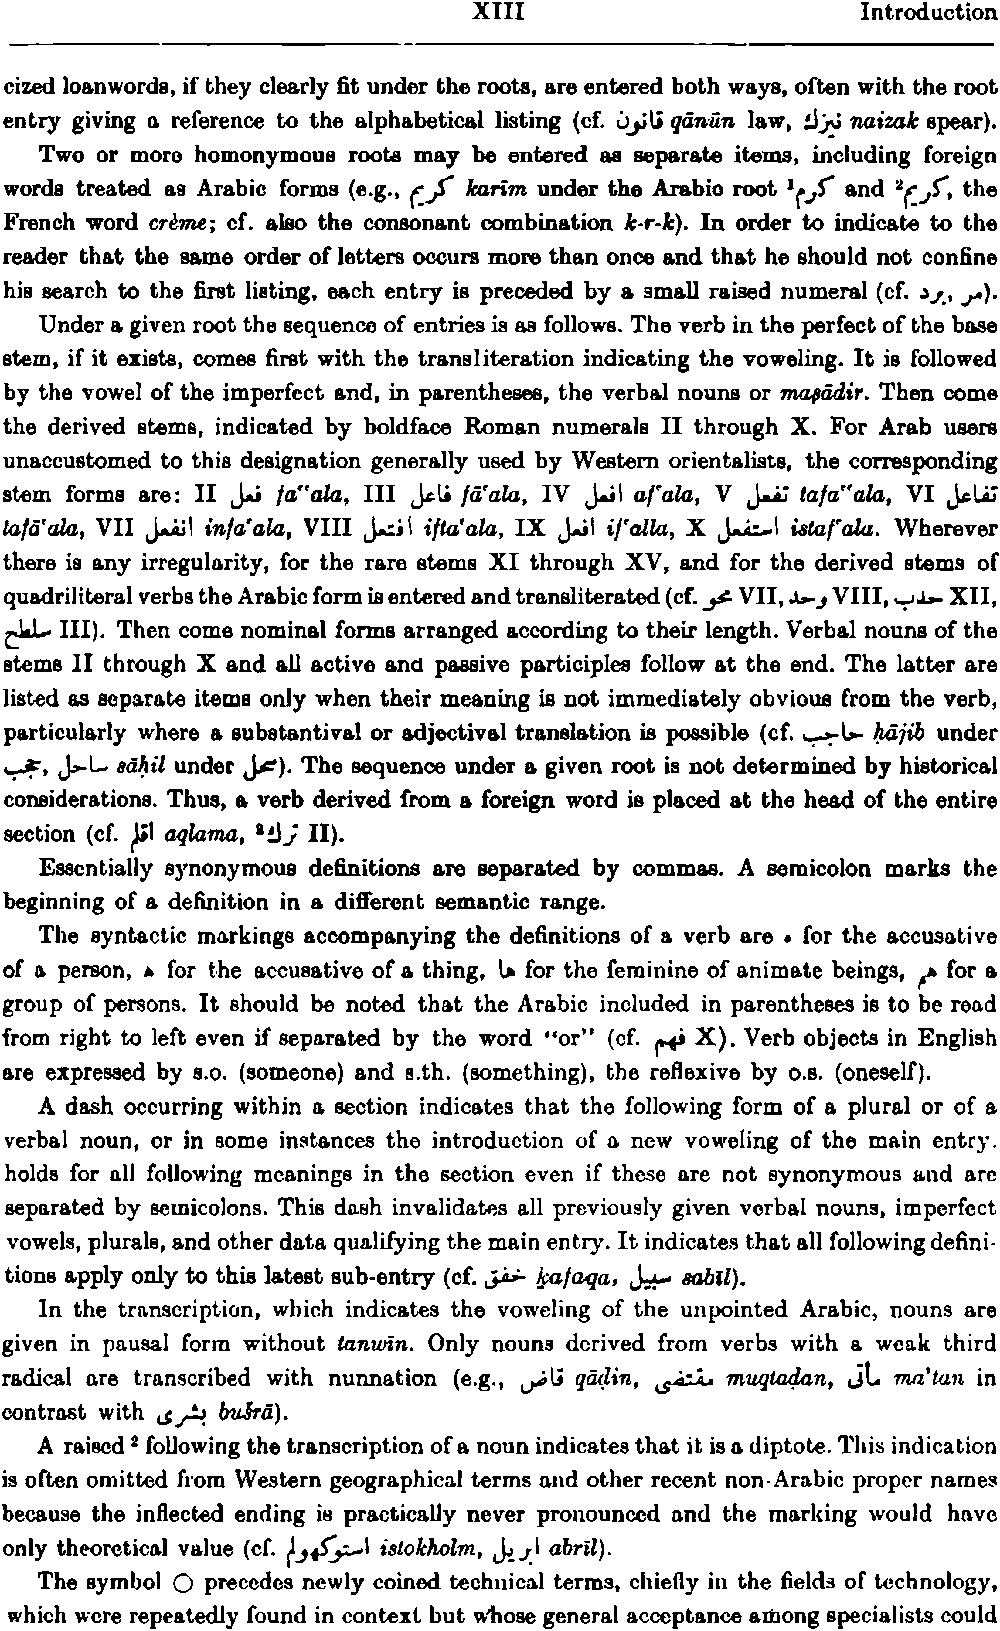 XIII Introduction
cized loanwords, if they clearly fit under the roots, are entered both ways, often with the root
entry giving a reference to the alphabetical listing (cf. قانون qānūn law, نيزك naizak spear).
Two or more homonymous roots may be entered as separate items, including foreign
words treated as Arabic forms (e.g., كريم karīm under the Arabic root ¹كرم and ²كريم, the
French word crème; cf. also the consonant combination k-r-k). In order to indicate to the
reader that the same order of letters occurs more than once and that he should not confine
his search to the first listing, each entry is preceded by a small raised numeral (cf. مر, برد).
Under a given root the sequence of entries is as follows. The verb in the perfect of the base
stem, if it exists, comes first with the transliteration indicating the voweling. It is followed
by the vowel of the imperfect and, in parentheses, the verbal nouns or maṣādir. Then come
the derived stems, indicated by boldface Roman numerals II through X. For Arab users
unaccustomed to this designation generally used by Western orientalists, the corresponding
stem forms are: II فعل fa‘‘ala, III فاعل fā‘ala, IV افعل af‘ala, V تفعل tafa‘‘ala, VI تفاعل
tafā‘ala, VII انفعل infa‘ala, VIII افتعل ifta‘ala, IX افعل if‘alla, X استفعل istaf‘ala. Wherever
there is any irregularity, for the rare stems XI through XV, and for the derived stems of
quadriliteral verbs the Arabic form is entered and transliterated (cf. محو VII, وحد VIII, حدب XII,
سلطح III). Then come nominal forms arranged according to their length. Verbal nouns of the
stems II through X and all active and passive participles follow at the end. The latter are
listed as separate items only when their meaning is not immediately obvious from the verb,
particularly where a substantival or adjectival translation is possible (cf. حاجب ḥājib under
حجب, ساحل sāḥil under سحل). The sequence under a given root is not determined by historical
considerations. Thus, a verb derived from a foreign word is placed at the head of the entire
section (cf. اقلم aqlama, ²ترك II).
Essentially synonymous definitions are separated by commas. A semicolon marks the
beginning of a definition in a different semantic range.
The syntactic markings accompanying the definitions of a verb are ه for the accusative
of a person, ھ for the accusative of a thing, ها for the feminine of animate beings, هم for a
group of persons. It should be noted that the Arabic included in parentheses is to be read
from right to left even if separated by the word “or” (cf. فهم X). Verb objects in English
are expressed by s.o. (someone) and s.th. (something), the reflexive by o.s. (oneself).
A dash occurring within a section indicates that the following form of a plural or of a
verbal noun, or in some instances the introduction of a new voweling of the main entry.
holds for all following meanings in the section even if these are not synonymous and are
separated by semicolons. This dash invalidates all previously given verbal nouns, imperfect
vowels, plurals, and other data qualifying the main entry. It indicates that all following defini-
tions apply only to this latest sub-entry (cf. خفق ḵafaqa, سبيل sabīl).
In the transcription, which indicates the voweling of the unpointed Arabic, nouns are
given in pausal form without tanwīn. Only nouns derived from verbs with a weak third
radical are transcribed with nunnation (e.g., قاض qāḍin, مقتضى muqtaḍan, مأتى ma’tan in
contrast with بشرى bušrā).
A raised ² following the transcription of a noun indicates that it is a diptote. This indication
is often omitted from Western geographical terms and other recent non-Arabic proper names
because the inflected ending is practically never pronounced and the marking would have
only theoretical value (cf. استوكهولم istokholm, ابريل abrīl).
The symbol ○ precedes newly coined technical terms, chiefly in the fields of technology,
which were repeatedly found in context but whose general acceptance among specialists could